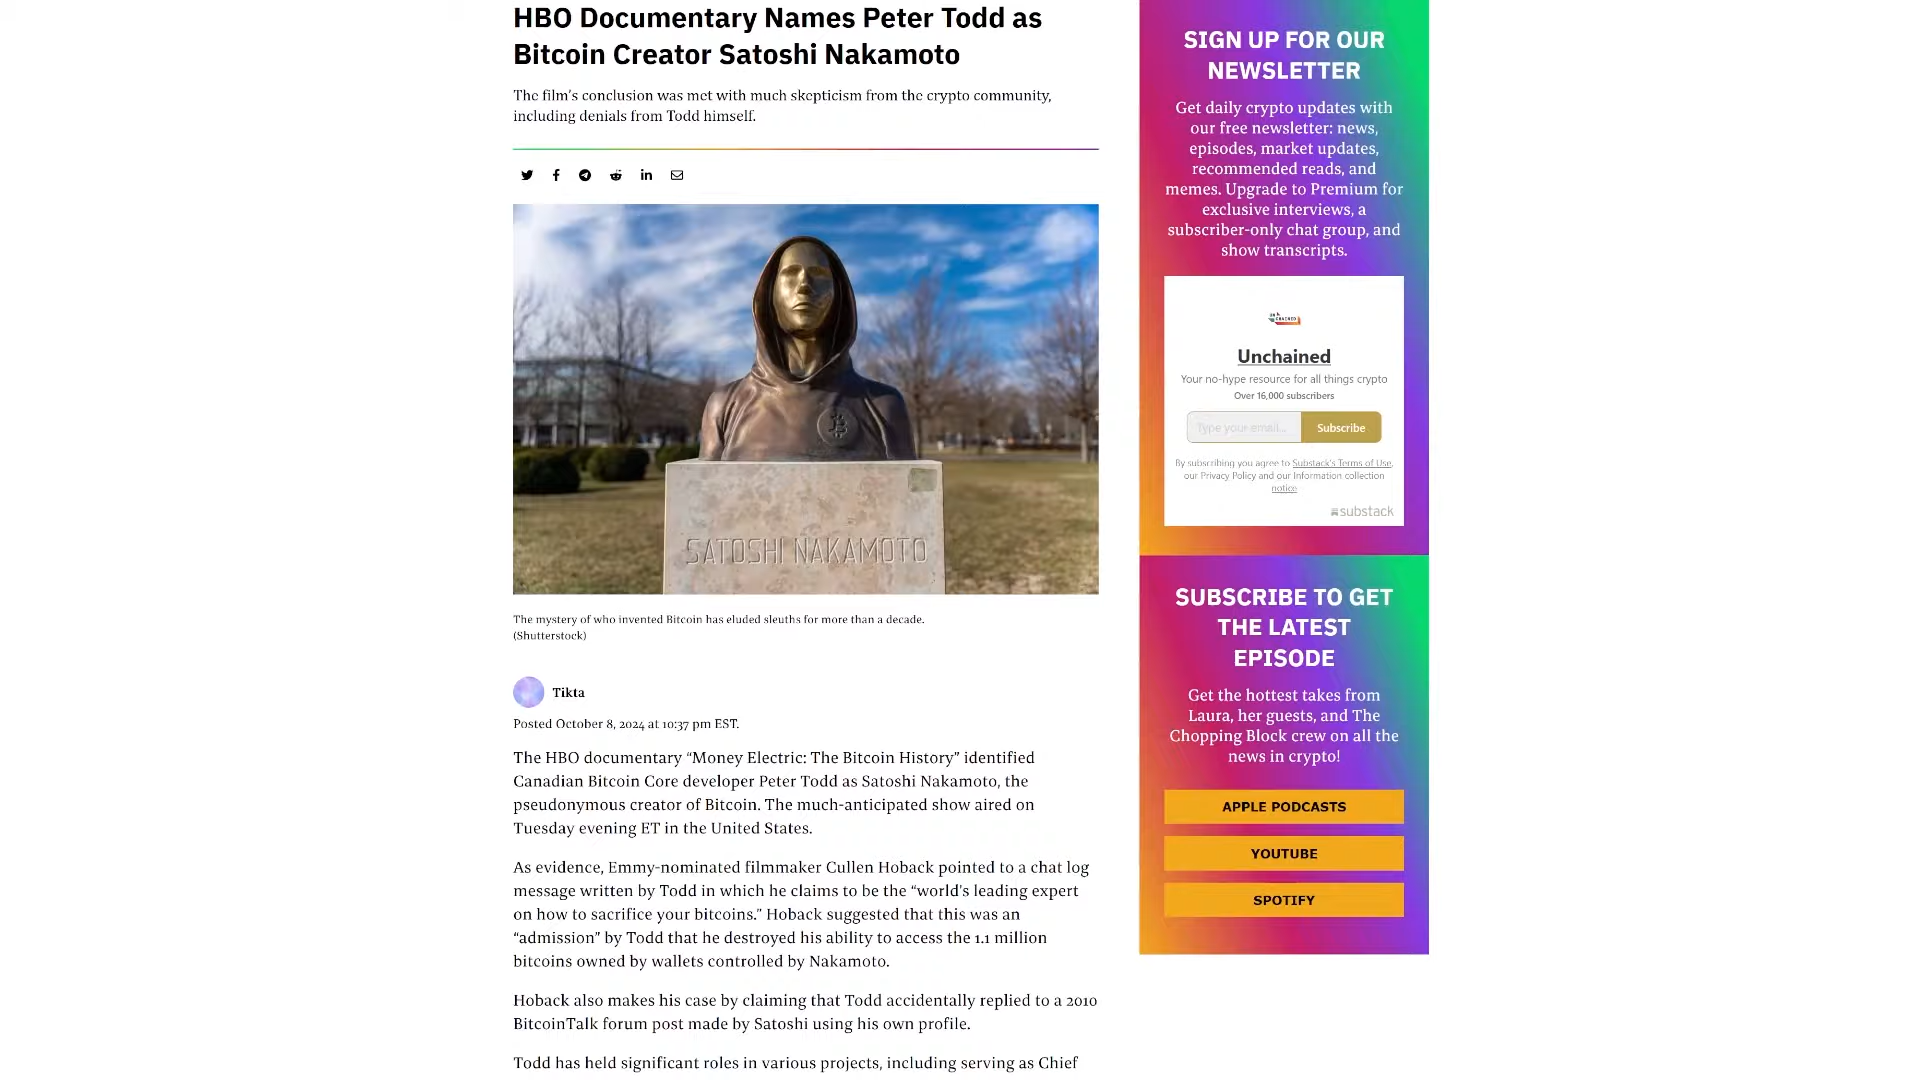 HBO Documentary Names Peter Todd as
Bitcoin Creator Satoshi Nakamoto
The film's conclusion was met with much skepticism from the crypto community,
including denials from Todd himself.
SATOSHI NAKAMOTO
The mystery of who invented Bitcoin has eluded sleuths for more than a decade.
(Shutterstock)
Tikta
Posted October 8, 2024 at 10:37 pm EST.
The HBO documentary “Money Electric: The Bitcoin History” identified
Canadian Bitcoin Core developer Peter Todd as Satoshi Nakamoto, the
pseudonymous creator of Bitcoin. The much-anticipated show aired on
Tuesday evening ET in the United States.
As evidence, Emmy-nominated filmmaker Cullen Hoback pointed to a chat log
message written by Todd in which he claims to be the “world's leading expert
on how to sacrifice your bitcoins.” Hoback suggested that this was an
“admission” by Todd that he destroyed his ability to access the 1.1 million
bitcoins owned by wallets controlled by Nakamoto.
Hoback also makes his case by claiming that Todd accidentally replied to a 2010
BitcoinTalk forum post made by Satoshi using his own profile.
Todd has held significant roles in various projects, including serving as Chief
SIGN UP FOR OUR
NEWSLETTER
Get daily crypto updates with
our free newsletter: news,
episodes, market updates,
recommended reads, and
memes. Upgrade to Premium for
exclusive interviews, a
subscriber-only chat group, and
show transcripts.
Unchained
Your no-hype resource for all things crypto
Over 16,000 subscribers
Type your email...
Subscribe
By subscribing you agree to Substack's Terms of Use,
our Privacy Policy and our Information collection
notice
substack
SUBSCRIBE TO GET
THE LATEST
EPISODE
Get the hottest takes from
Laura, her guests, and The
Chopping Block crew on all the
news in crypto!
APPLE PODCASTS
YOUTUBE
SPOTIFY